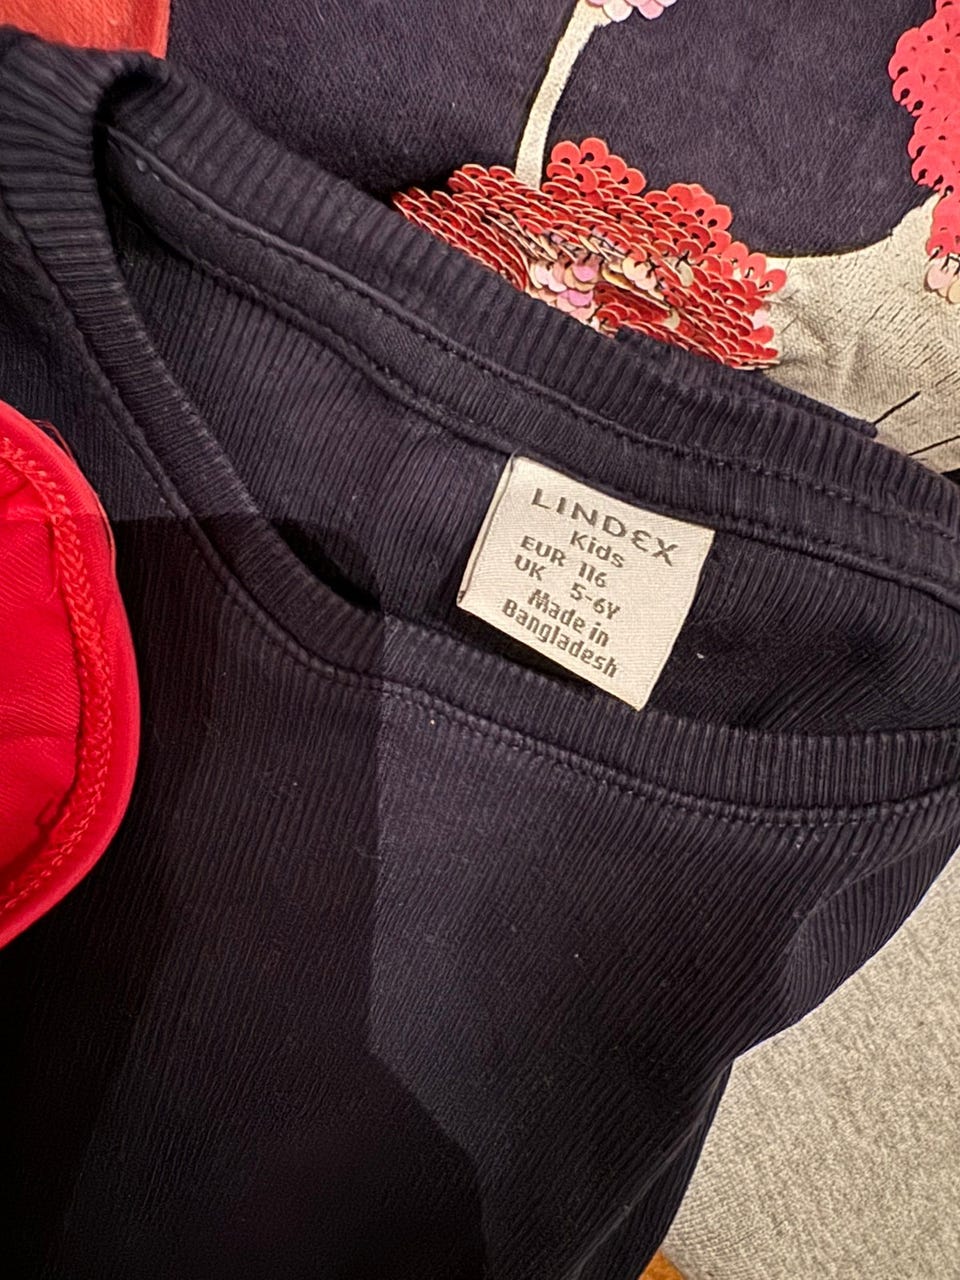 LINDEX
Kids
EUR 116
UK 5-6Y
Made in
Bangladesh